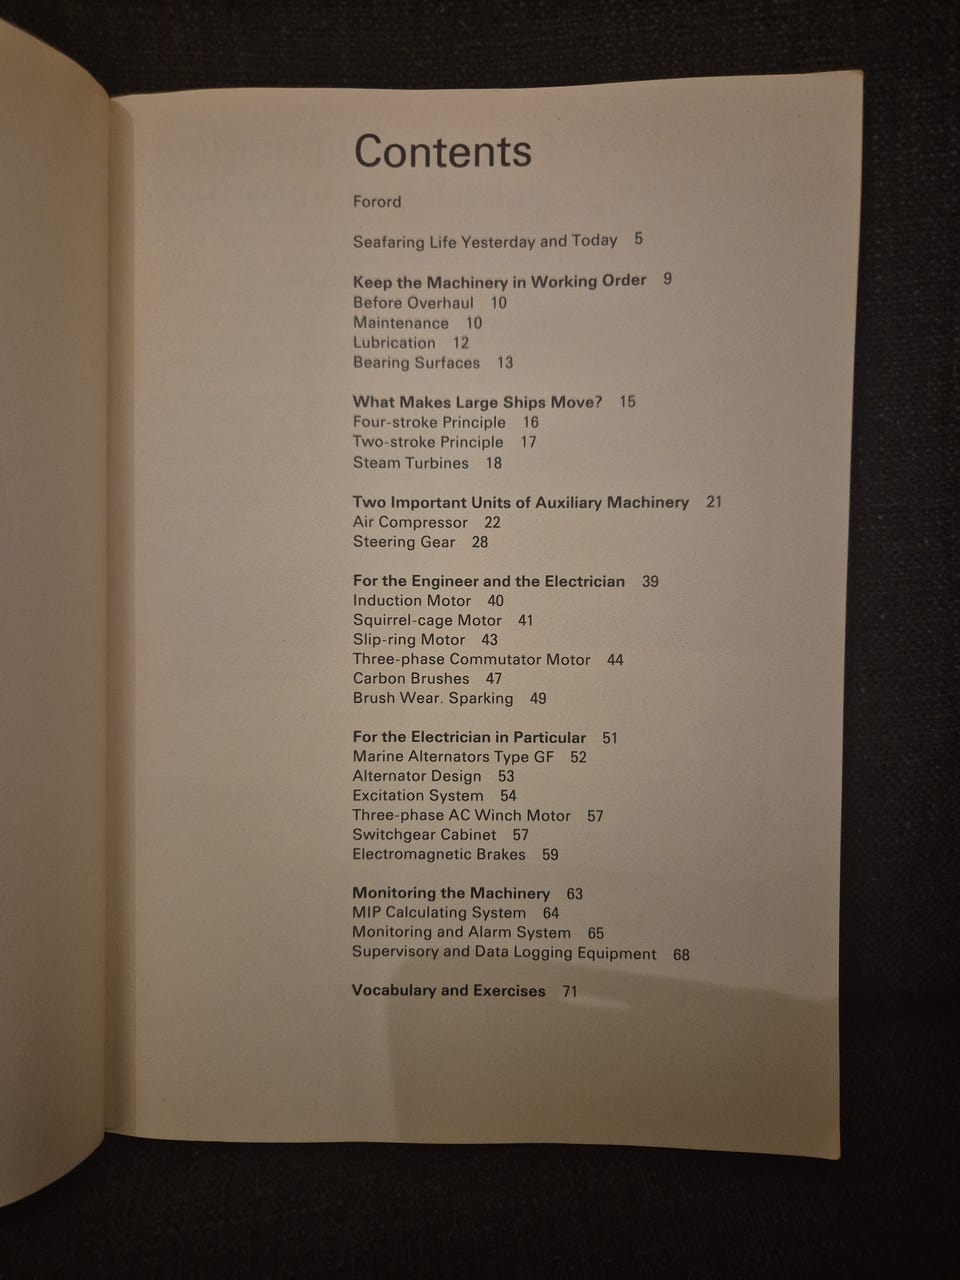 Contents
Forord
Seafaring Life Yesterday and Today 5
Keep the Machinery in Working Order 9
Before Overhaul 10
Maintenance 10
Lubrication 12
Bearing Surfaces 13
What Makes Large Ships Move? 15
Four-stroke Principle 16
Two-stroke Principle 17
Steam Turbines 18
Two Important Units of Auxiliary Machinery 21
Air Compressor 22
Steering Gear 28
For the Engineer and the Electrician 39
Induction Motor 40
Squirrel-cage Motor 41
Slip-ring Motor 43
Three-phase Commutator Motor 44
Carbon Brushes 47
Brush Wear. Sparking 49
For the Electrician in Particular 51
Marine Alternators Type GF 52
Alternator Design 53
Excitation System 54
Three-phase AC Winch Motor 57
Switchgear Cabinet 57
Electromagnetic Brakes 59
Monitoring the Machinery 63
MIP Calculating System 64
Monitoring and Alarm System 65
Supervisory and Data Logging Equipment 68
Vocabulary and Exercises 71